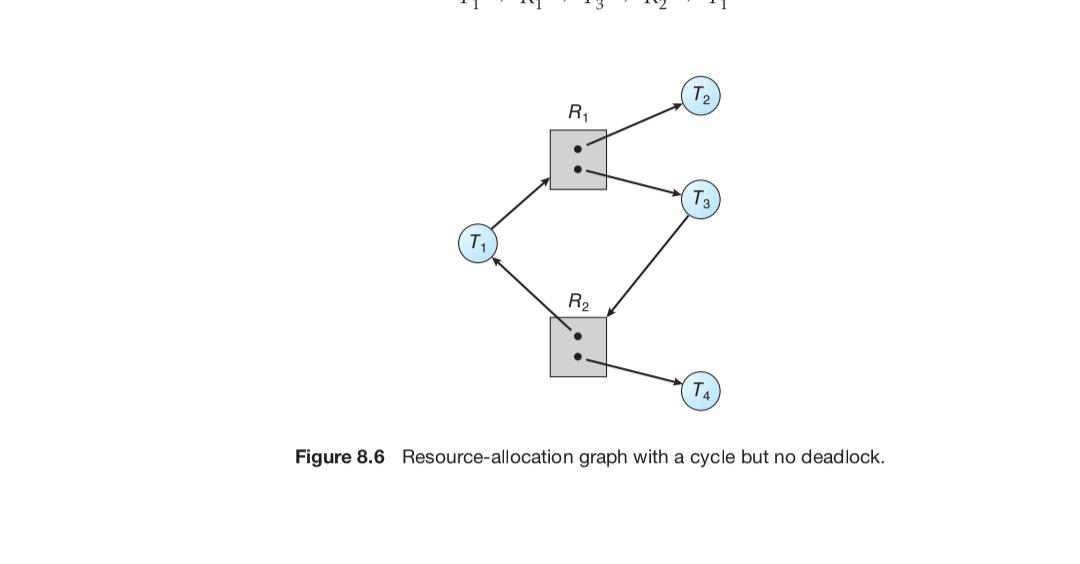 R₁
T₂
T₃
T₁
R₂
T₄
Figure 8.6 Resource-allocation graph with a cycle but no deadlock.